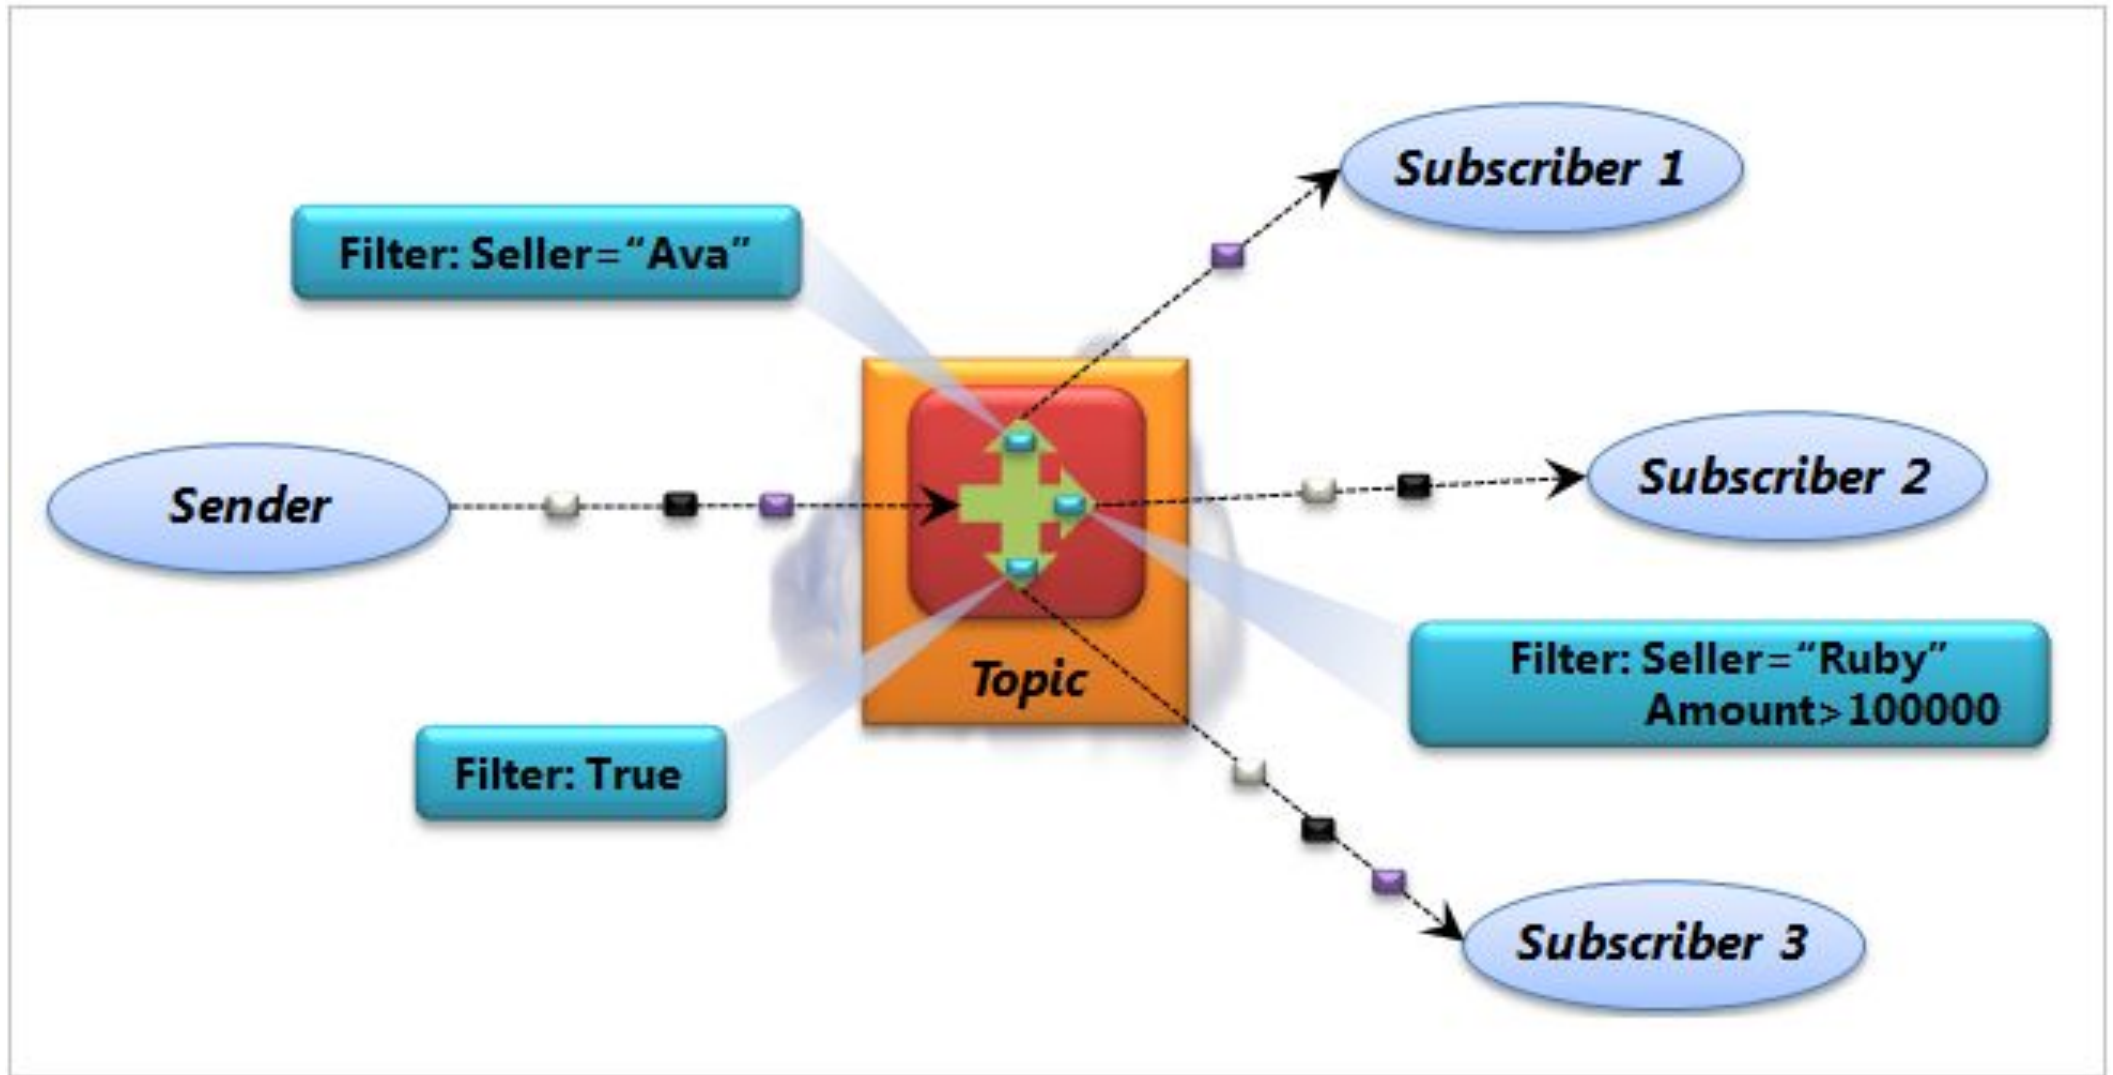 Subscriber 1
Filter: Seller=“Ava”
Sender
Subscriber 2
Filter: Seller=“Ruby”
Amount>100000
Topic
Filter: True
Subscriber 3